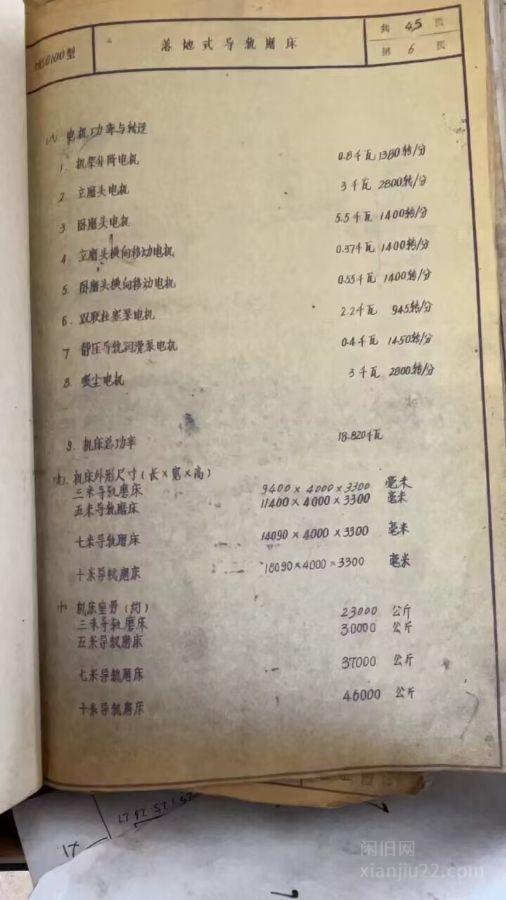 50100型
落地式导轨磨床
共 45 页
第 6 页
八 电机功率与转速
1. 机架升降电机 0.8千瓦 1380转/分
2. 立磨头电机 3千瓦 2800转/分
3 卧磨头电机 5.5千瓦 1400转/分
4. 立磨头横向移动电机 0.37千瓦 1400转/分
5. 卧磨头横向移动电机 0.55千瓦 1400转/分
6. 双联柱塞泵电机 2.2千瓦 945转/分
7 静压导轨润滑泵电机 0.4千瓦 1450转/分
8. 吸尘电机 3千瓦 2800转/分
9. 机床总功率 18.820千瓦
九. 机床外形尺寸(长×宽×高)
三米导轨磨床 9400×4000×3300 毫米
五米导轨磨床 11400×4000×3300 毫米
七米导轨磨床 14090×4000×3300 毫米
十米导轨磨床 18090×4000×3300 毫米
十 机床重量(约)
三米导轨磨床 23000 公斤
五米导轨磨床 30000 公斤
七米导轨磨床 37000 公斤
十米导轨磨床 46000 公斤
闲旧网
xianjiu22.com